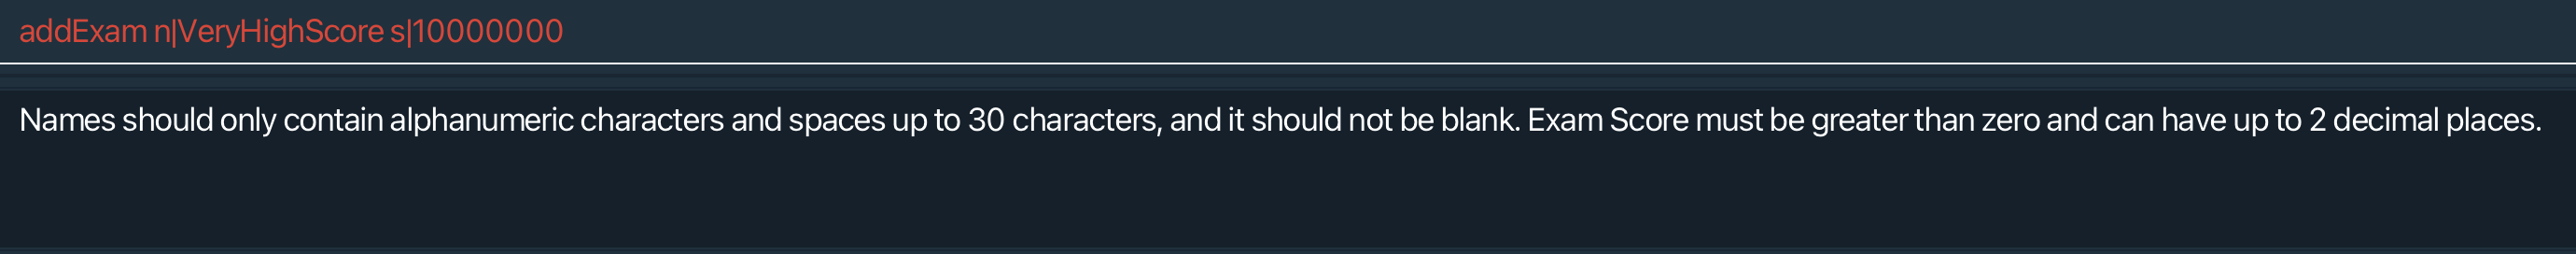 addExam n|VeryHighScore s|10000000
Names should only contain alphanumeric characters and spaces up to 30 characters, and it should not be blank. Exam Score must be greater than zero and can have up to 2 decimal places.